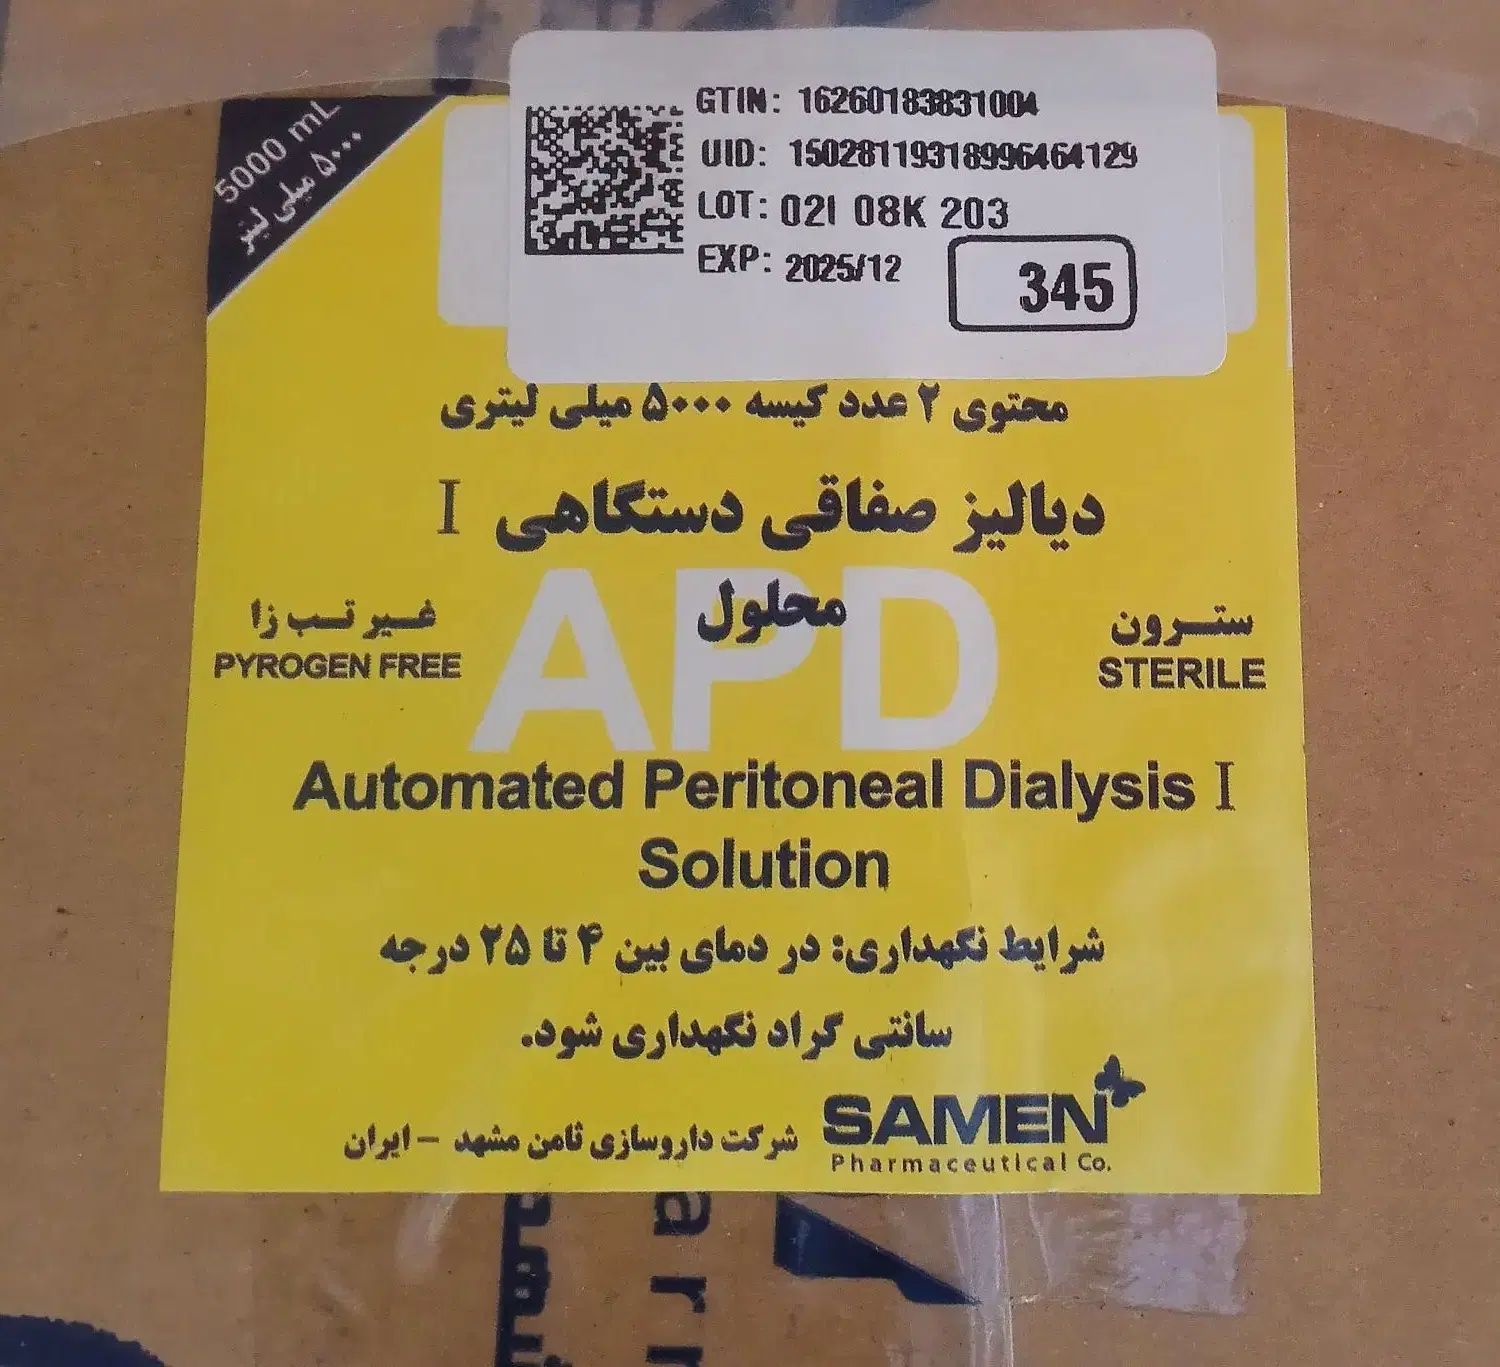 5000 mL
۵۰۰۰ میلی لیتر
GTIN: 16260183831004
UID: 15028119318996464129
LOT: 02I 08K 203
EXP: 2025/12
345
محتوی ۲ عدد کیسه ۵۰۰۰ میلی لیتری
دیالیز صفاقی دستگاهی I
محلول
APD
غیر تب زا
PYROGEN FREE
سترون
STERILE
Automated Peritoneal Dialysis I
Solution
شرایط نگهداری: در دمای بین ۴ تا ۲۵ درجه
سانتی گراد نگهداری شود.
SAMEN
Pharmaceutical Co.
شرکت داروسازی ثامن مشهد - ایران